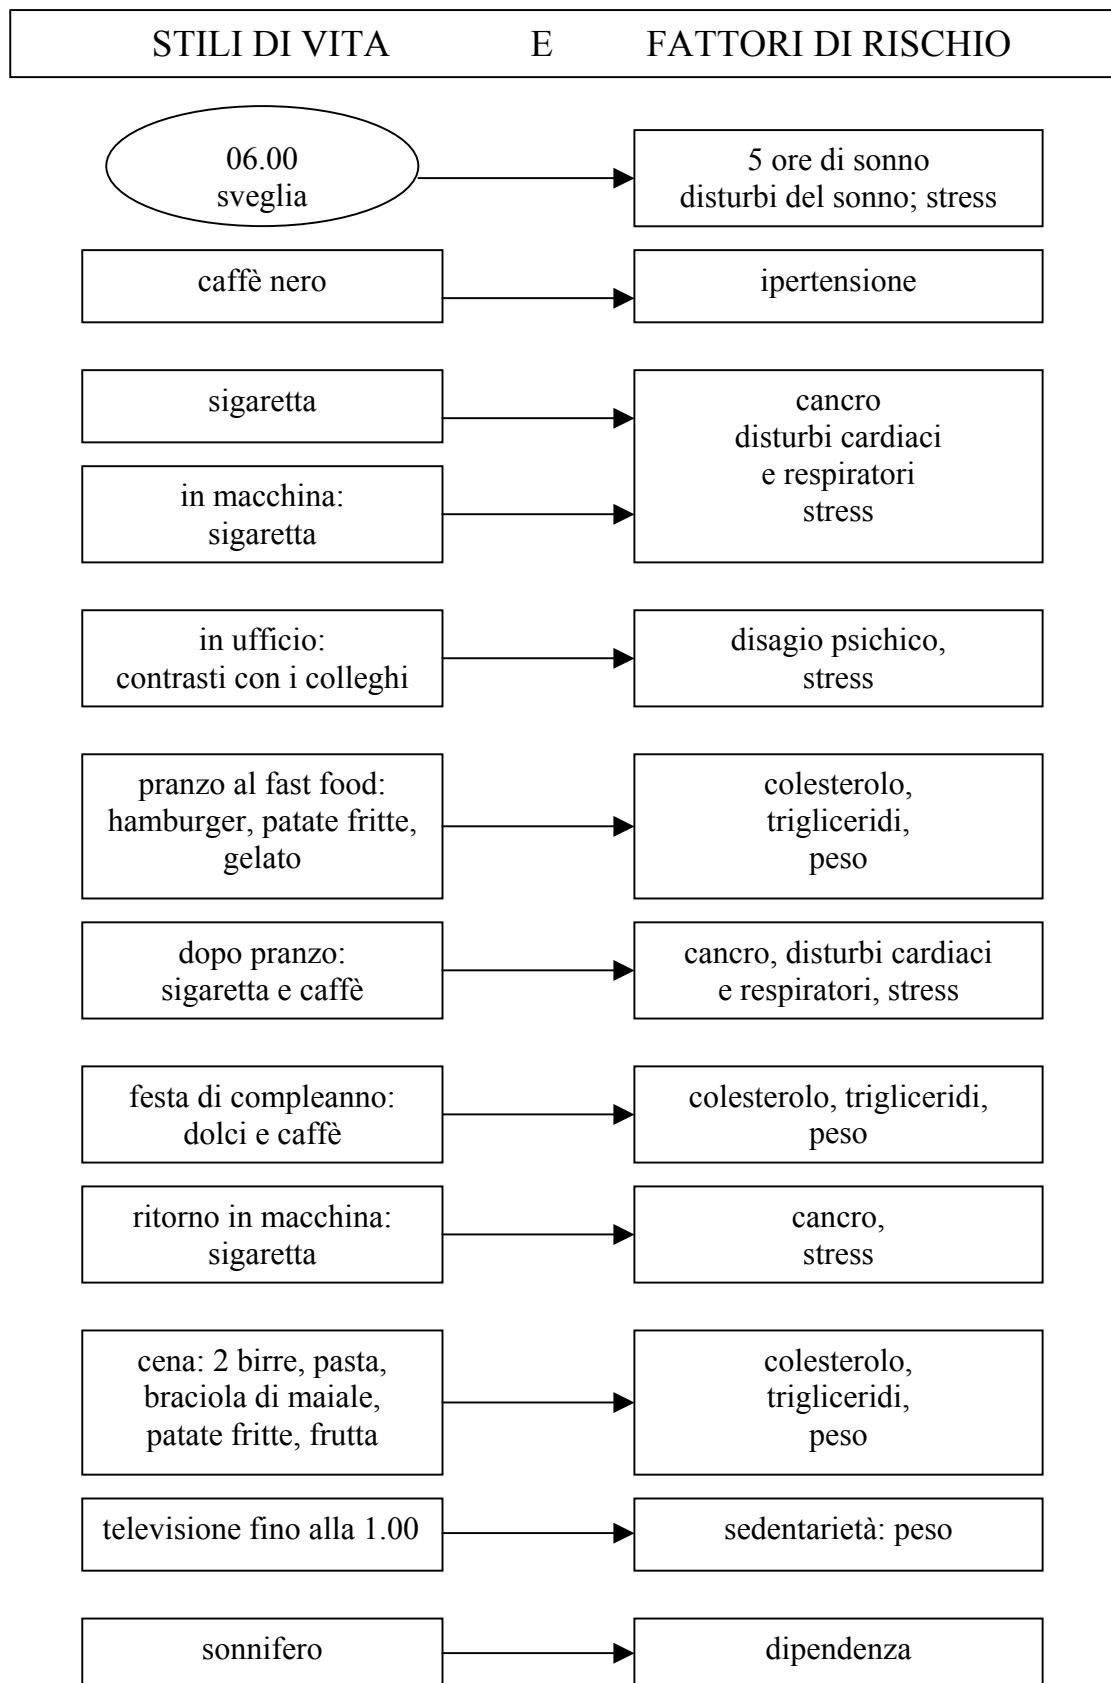 STILI DI VITA E FATTORI DI RISCHIO
06.00
sveglia
5 ore di sonno
disturbi del sonno; stress
caffè nero
ipertensione
sigaretta
in macchina:
sigaretta
cancro
disturbi cardiaci
e respiratori
stress
in ufficio:
contrasti con i colleghi
disagio psichico,
stress
pranzo al fast food:
hamburger, patate fritte,
gelato
colesterolo,
trigliceridi,
peso
dopo pranzo:
sigaretta e caffè
cancro, disturbi cardiaci
e respiratori, stress
festa di compleanno:
dolci e caffè
colesterolo, trigliceridi,
peso
ritorno in macchina:
sigaretta
cancro,
stress
cena: 2 birre, pasta,
braciola di maiale,
patate fritte, frutta
colesterolo,
trigliceridi,
peso
televisione fino alla 1.00
sedentarietà: peso
sonnifero
dipendenza